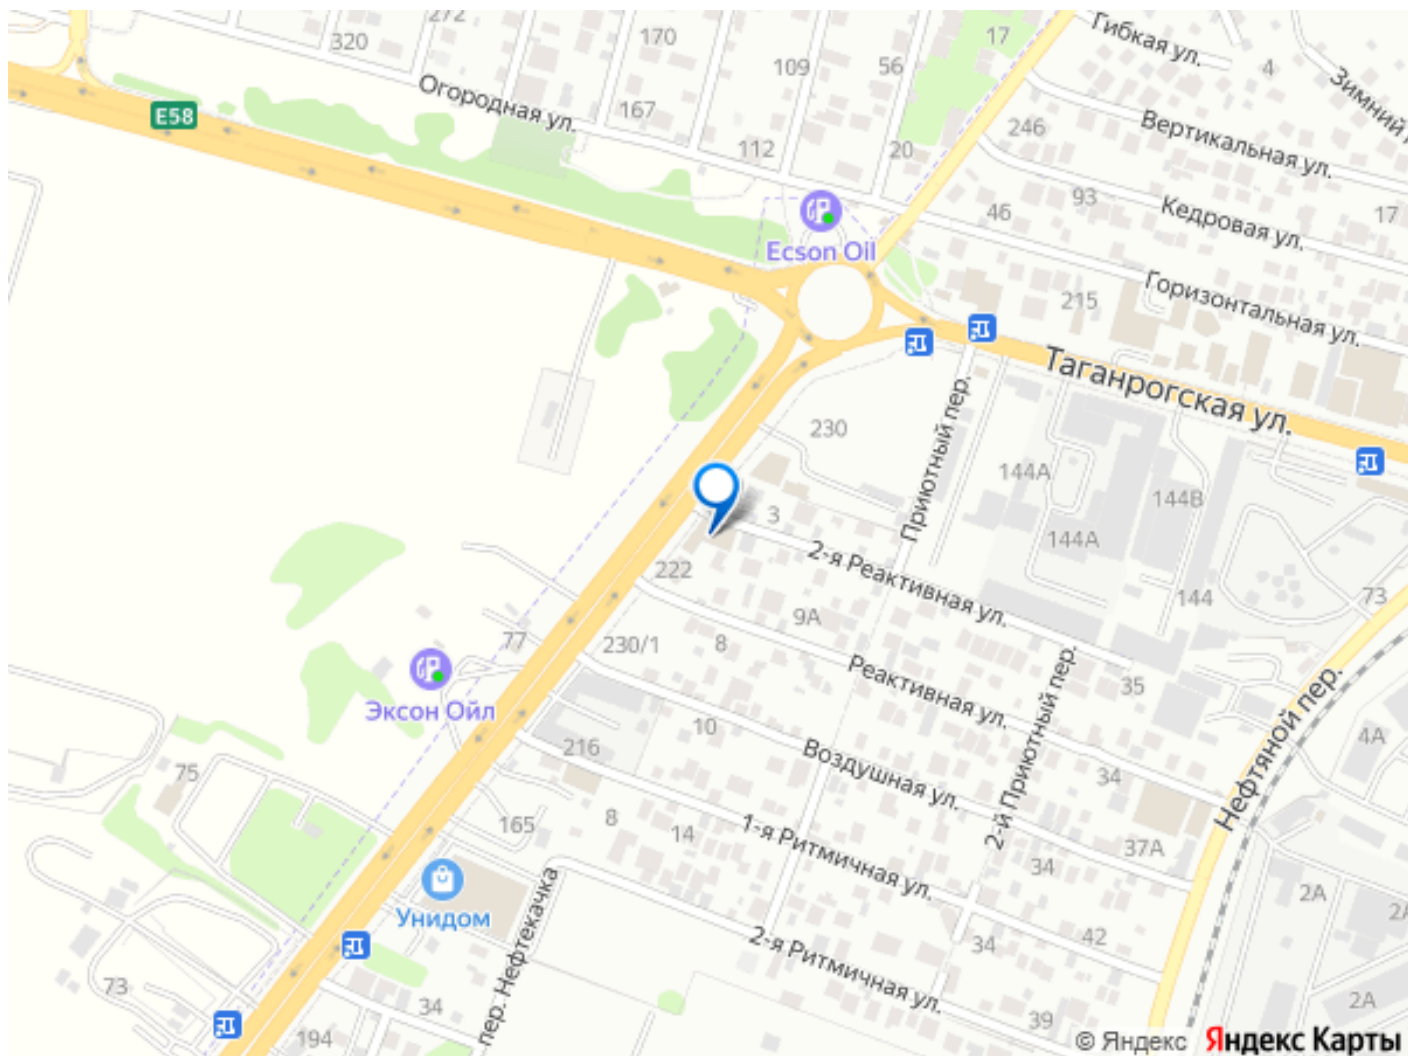 272
320
170
17
Гибкая ул.
109
56
4
Зимний
Огородная ул.
E58
167
246
Вертикальная ул.
112
20
93
17
46
Кедровая ул.
Ecson Oil
Горизонтальная ул.
215
Таганрогская ул.
Приютный пер.
230
144А
144В
3
144А
2-я Реактивная ул.
222
144
73
9А
77
230/1
8
Реактивная ул.
35
Эксон Ойл
2-й Приютный пер.
Нефтяной пер.
10
4А
216
Воздушная ул.
75
34
165
8
14
1-я Ритмичная ул.
37А
34
2А
Унидом
пер. Нефтекачка
2-я Ритмичная ул.
34
42
73
34
2А
194
39
© Яндекс Яндекс Карты